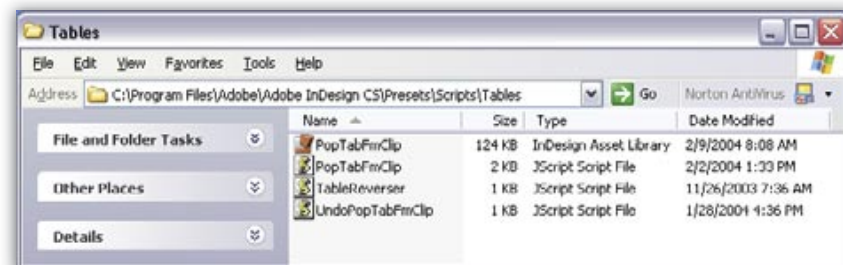 Tables
File Edit View Favorites Tools Help
Address C:\Program Files\Adobe\Adobe InDesign CS\Presets\Scripts\Tables Go Norton AntiVirus
File and Folder Tasks
Other Places
Details
Name Size Type Date Modified
PopTabFmClip 124 KB InDesign Asset Library 2/9/2004 8:08 AM
PopTabFmClip 2 KB JScript Script File 2/2/2004 1:33 PM
TableReverser 1 KB JScript Script File 11/26/2003 7:36 AM
UndoPopTabFmClip 1 KB JScript Script File 1/28/2004 4:36 PM